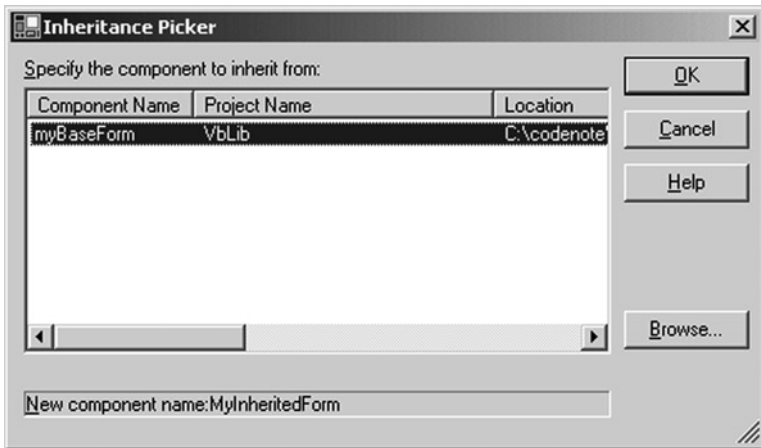 Inheritance Picker
Specify the component to inherit from:
OK
Component Name Project Name Location
myBaseForm VbLib C:\codenote
Cancel
Help
Browse...
New component name:MyInheritedForm